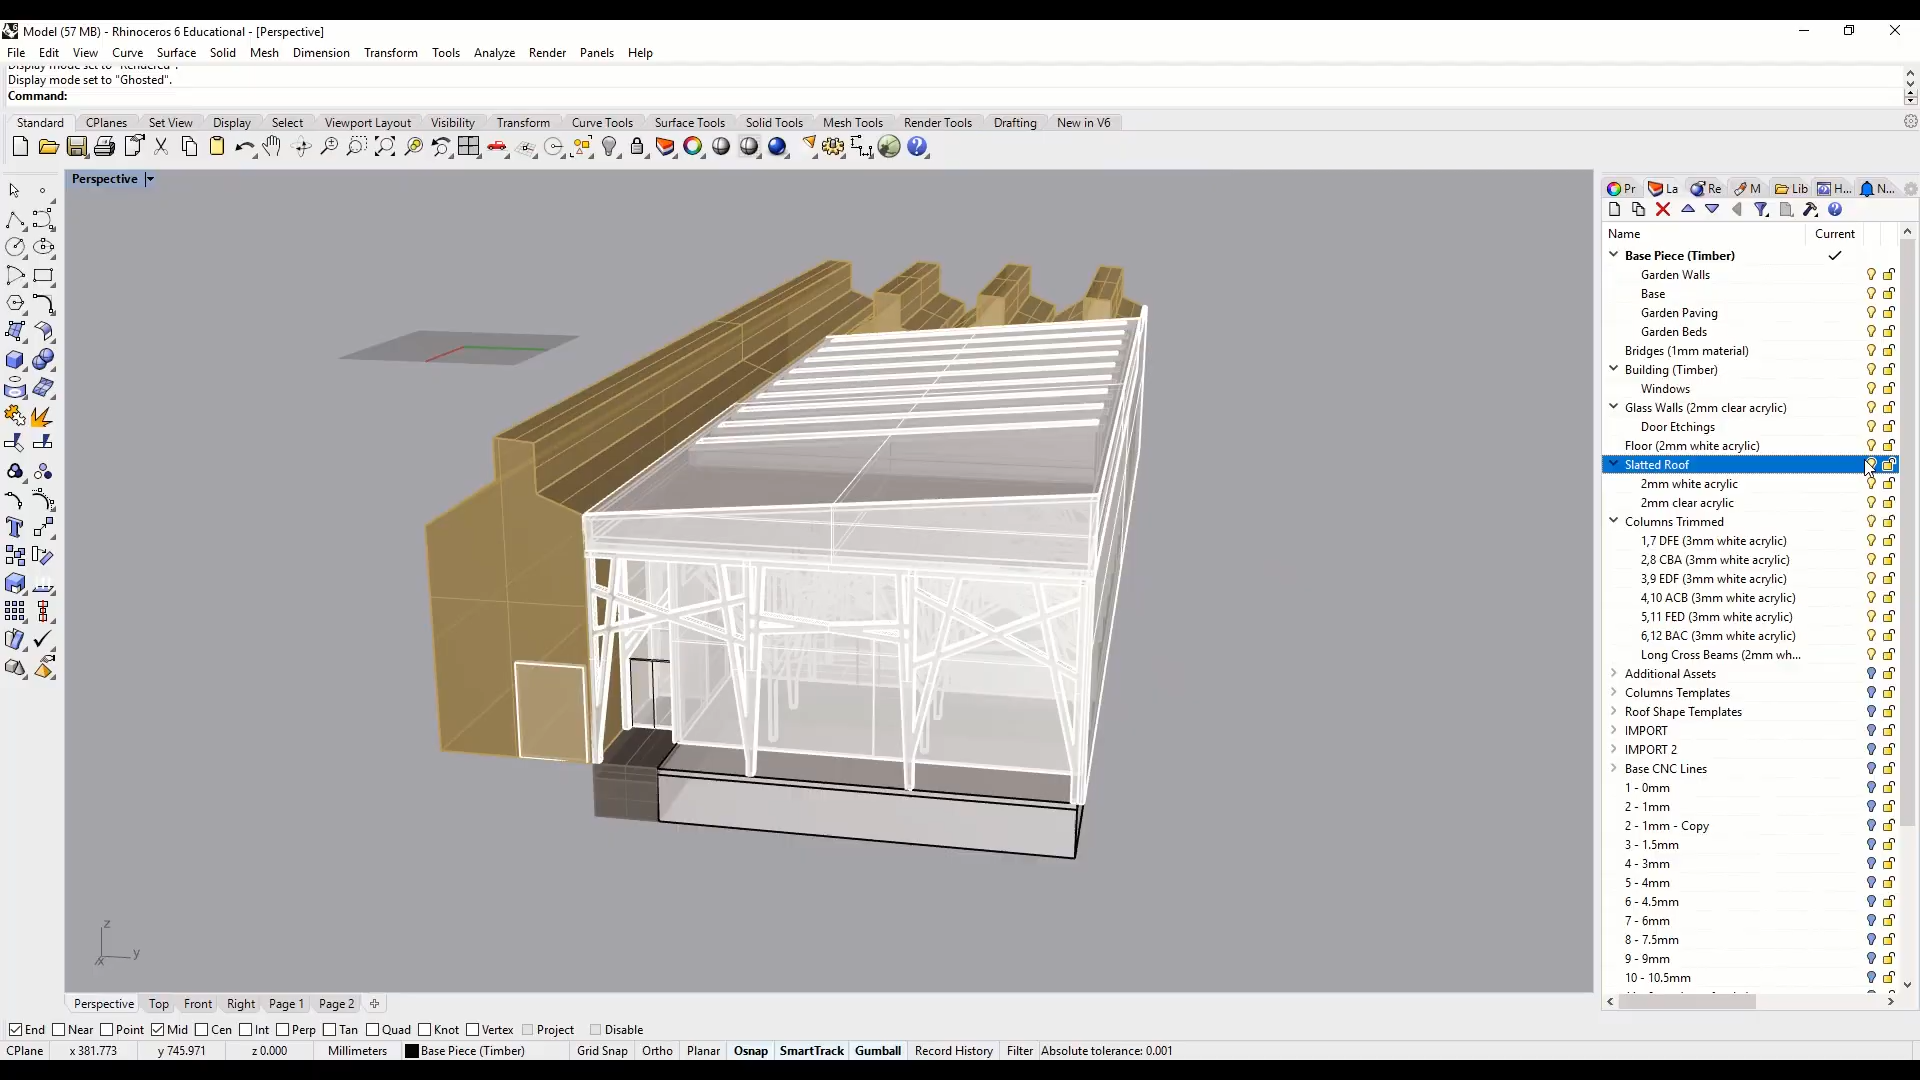 Model (57 MB) - Rhinoceros 6 Educational - [Perspective]
File Edit View Curve Surface Solid Mesh Dimension Transform Tools Analyze Render Panels Help
Display mode set to "Rendered".
Display mode set to "Ghosted".
Command:
Standard CPlanes Set View Display Select Viewport Layout Visibility Transform Curve Tools Surface Tools Solid Tools Mesh Tools Render Tools Drafting New in V6
Perspective
Pr La Re M Lib H... N...
Name Current
Base Piece (Timber)
Garden Walls
Base
Garden Paving
Garden Beds
Bridges (1mm material)
Building (Timber)
Windows
Glass Walls (2mm clear acrylic)
Door Etchings
Floor (2mm white acrylic)
Slatted Roof
2mm white acrylic
2mm clear acrylic
Columns Trimmed
1,7 DFE (3mm white acrylic)
2,8 CBA (3mm white acrylic)
3,9 EDF (3mm white acrylic)
4,10 ACB (3mm white acrylic)
5,11 FED (3mm white acrylic)
6,12 BAC (3mm white acrylic)
Long Cross Beams (2mm wh...
Additional Assets
Columns Templates
Roof Shape Templates
IMPORT
IMPORT 2
Base CNC Lines
1 - 0mm
2 - 1mm
2 - 1mm - Copy
3 - 1.5mm
4 - 3mm
5 - 4mm
6 - 4.5mm
7 - 6mm
8 - 7.5mm
9 - 9mm
10 - 10.5mm
z
y
x
Perspective Top Front Right Page 1 Page 2
End Near Point Mid Cen Int Perp Tan Quad Knot Vertex Project Disable
CPlane x 381.773 y 745.971 z 0.000 Millimeters Base Piece (Timber) Grid Snap Ortho Planar Osnap SmartTrack Gumball Record History Filter Absolute tolerance: 0.001